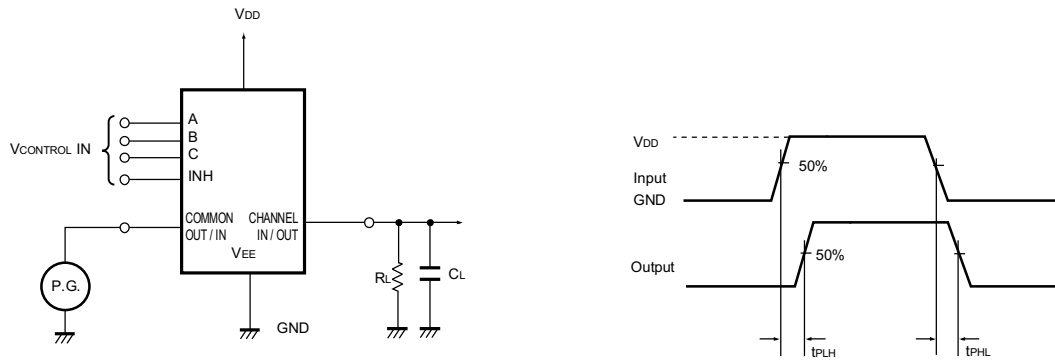 VDD
A
B
C
INH
VCONTROL IN
COMMON
OUT / IN
CHANNEL
IN / OUT
VEE
P.G.
RL
CL
GND
VDD
Input
GND
50%
Output
50%
tPLH
tPHL